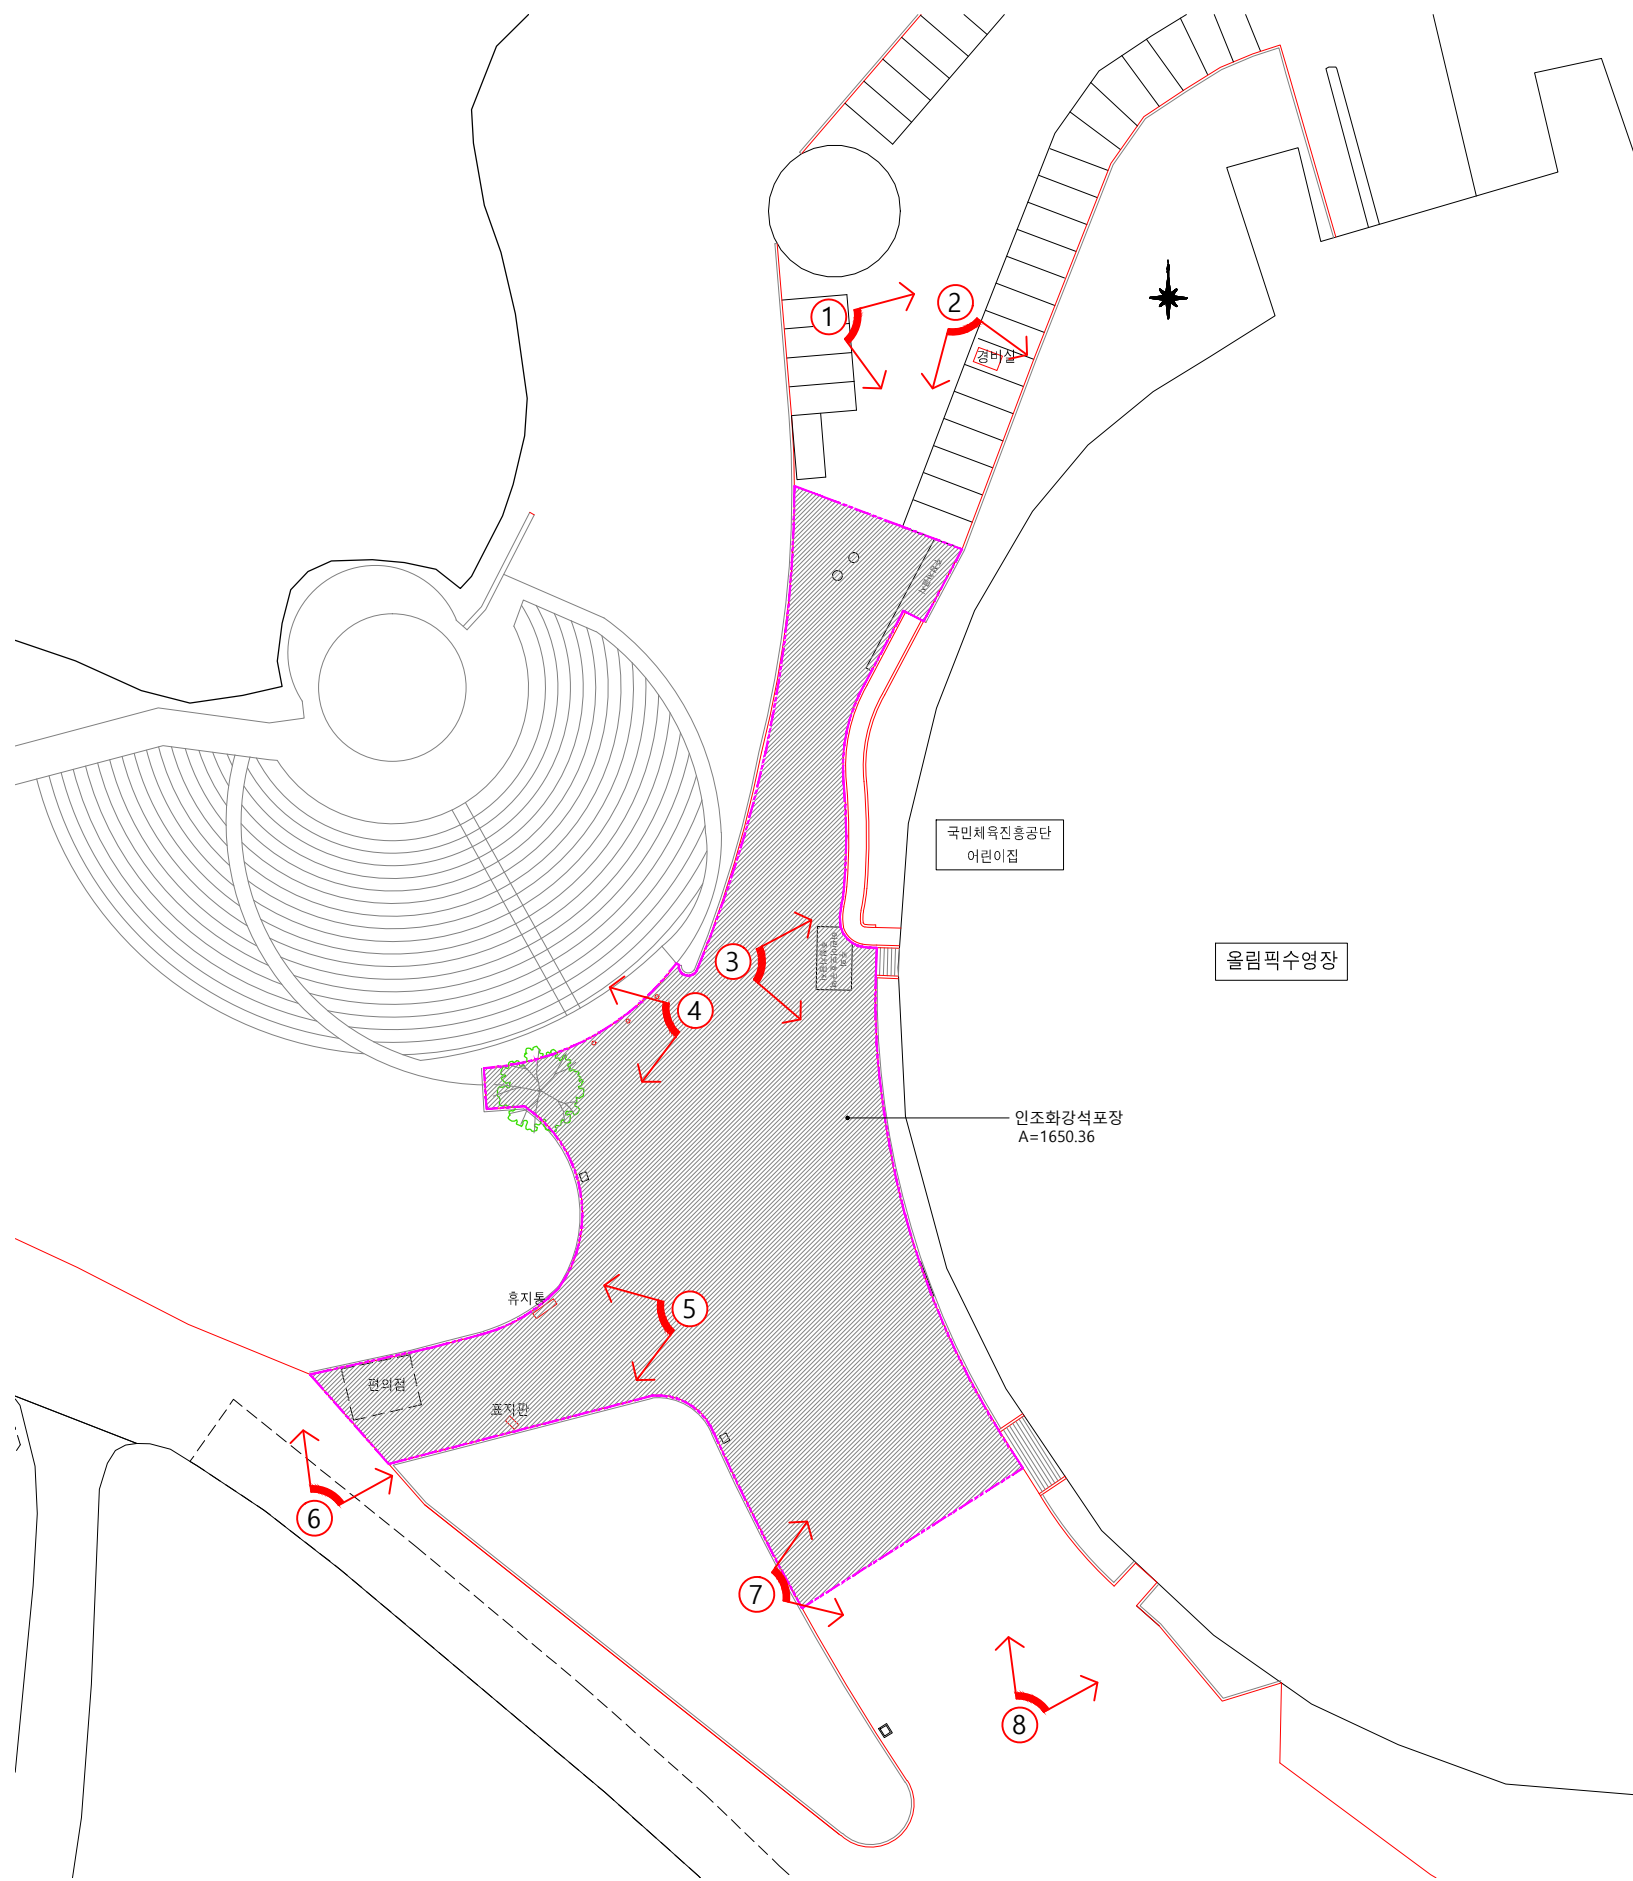 1
2
경비실
국민체육진흥공단
어린이집
올림픽수영장
3
4
인조화강석포장
A=1650.36
휴지통
5
편의점
표지판
6
7
8